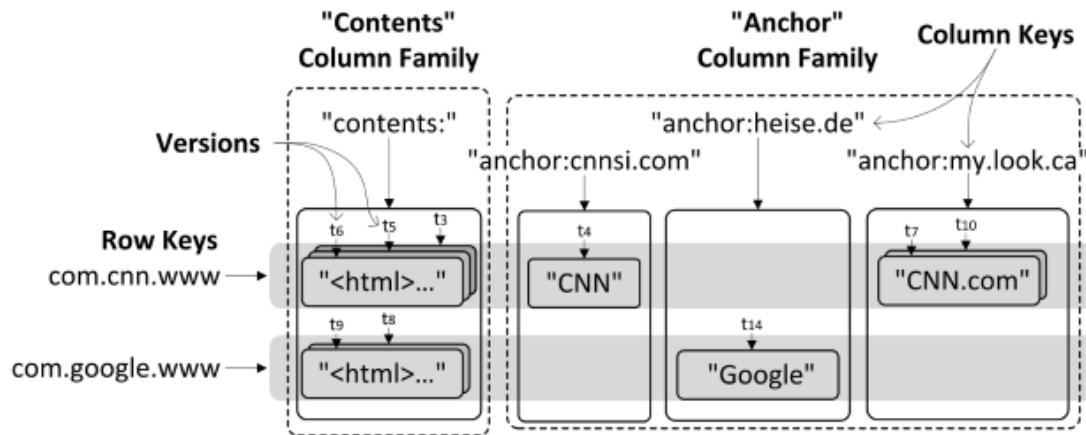 "Contents"
Column Family
"Anchor"
Column Family
Column Keys
"contents:"
"anchor:heise.de"
Versions
"anchor:cnnsi.com"
"anchor:my.look.ca"
Row Keys
t6 t5 t3 t4 t7 t10
com.cnn.www
"<html>..." "CNN" "CNN.com"
t9 t8 t14
com.google.www
"<html>..." "Google"